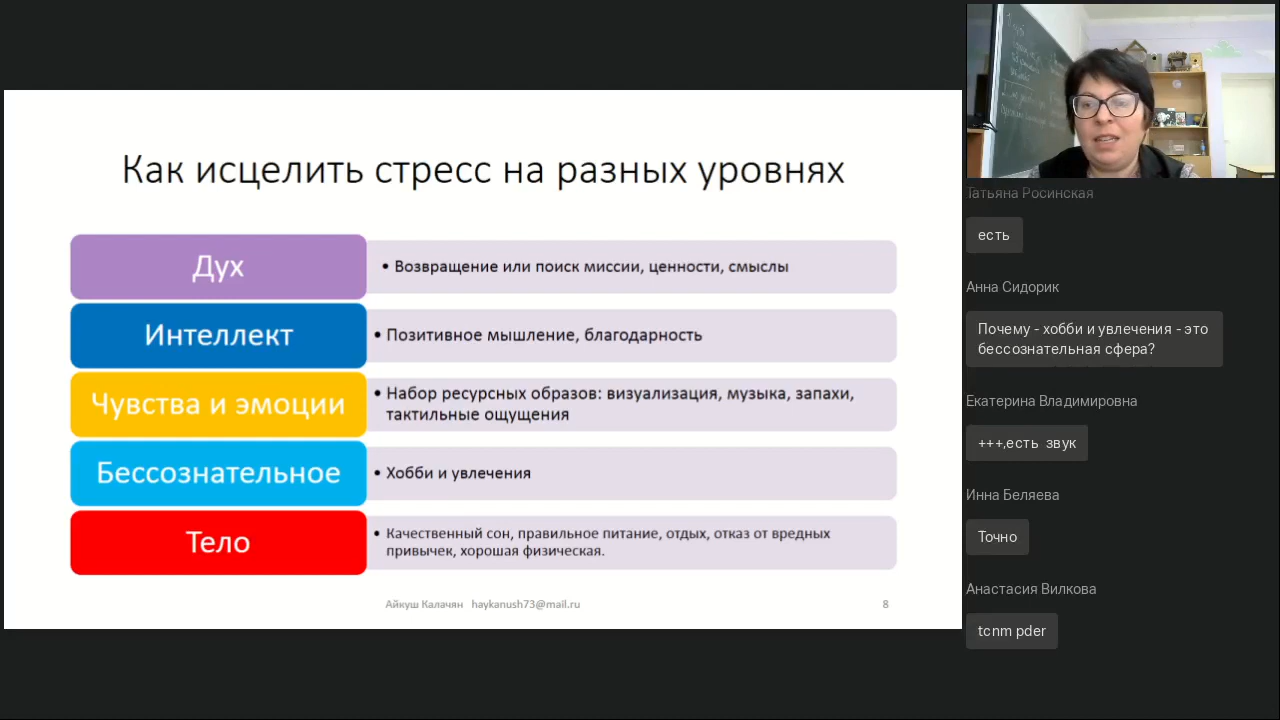 Как исцелить стресс на разных уровнях
Дух
• Возвращение или поиск миссии, ценности, смыслы
Интеллект
• Позитивное мышление, благодарность
Чувства и эмоции
• Набор ресурсных образов: визуализация, музыка, запахи,
тактильные ощущения
Бессознательное
• Хобби и увлечения
Тело
• Качественный сон, правильное питание, отдых, отказ от вредных
привычек, хорошая физическая.
Айкуш Калачян haykanush73@mail.ru
8
Татьяна Росинская
есть
Анна Сидорик
Почему - хобби и увлечения - это
бессознательная сфера?
Екатерина Владимировна
+++,есть звук
Инна Беляева
Точно
Анастасия Вилкова
tcnm pder